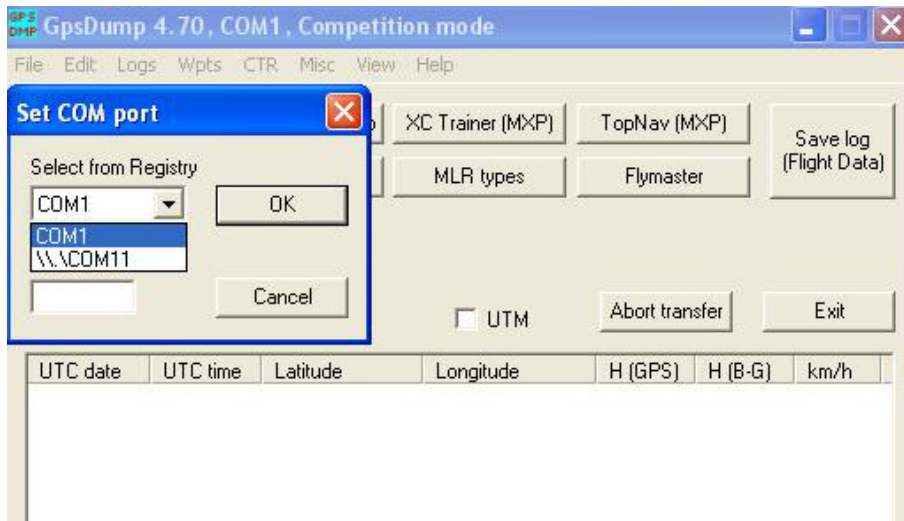 GPS DMP GpsDump 4.70, COM1, Competition mode
File Edit Logs Wpts CTR Misc View Help
Set COM port
Select from Registry
COM1
OK
COM1
\\.\COM11
Cancel
XC Trainer (MXP) TopNav (MXP)
Save log
(Flight Data)
MLR types Flymaster
UTM Abort transfer Exit
UTC date UTC time Latitude Longitude H (GPS) H (B-G) km/h